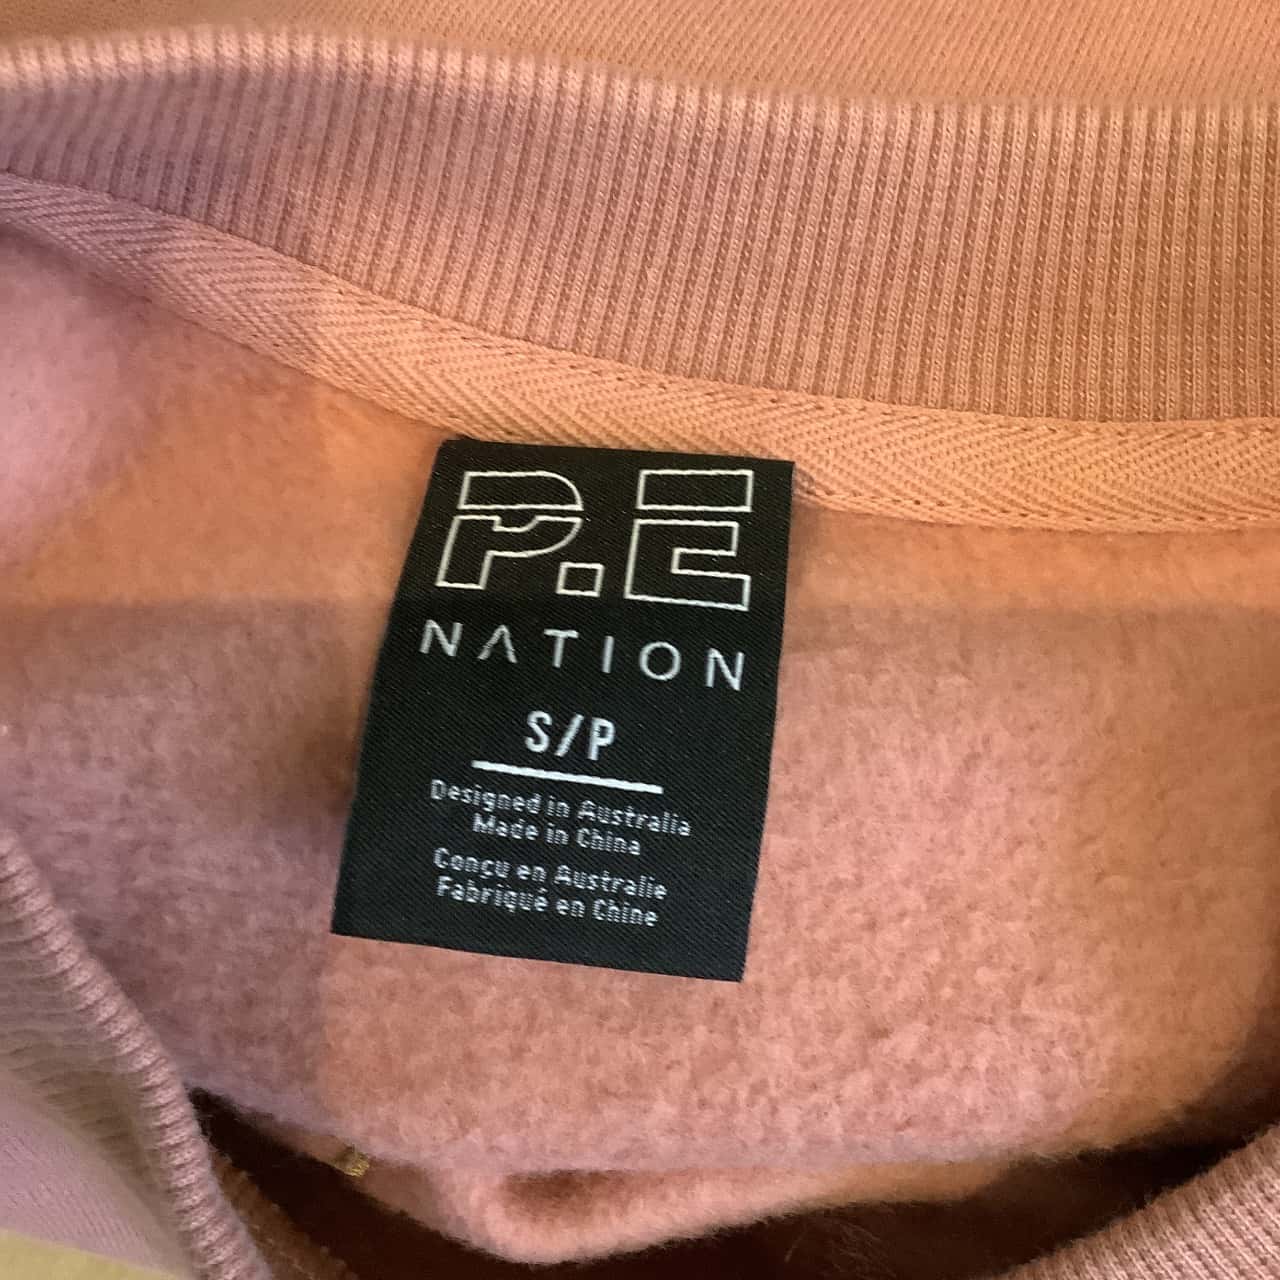 P.E
NATION
S/P
Designed in Australia
Made in China
Conçu en Australie
Fabriqué en Chine